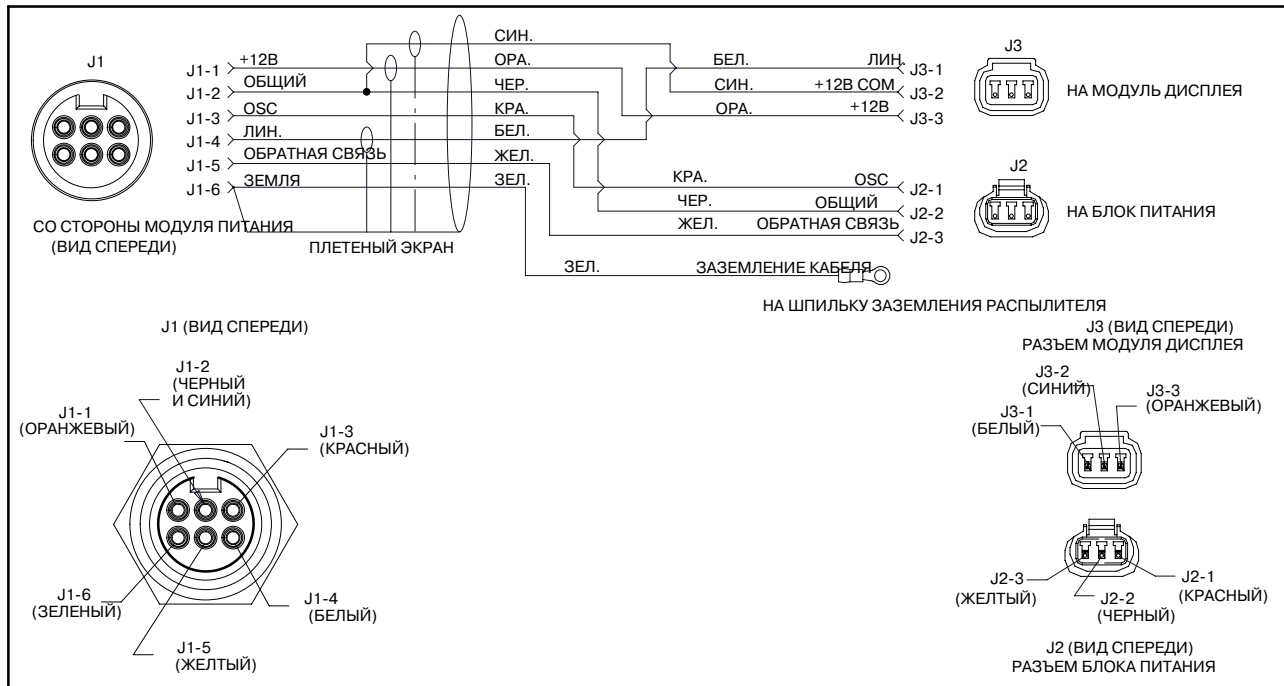 J1
J1-1
J1-2
J1-3
J1-4
J1-5
J1-6
+12В
ОБЩИЙ
OSC
ЛИН.
ОБРАТНАЯ СВЯЗЬ
ЗЕМЛЯ
СО СТОРОНЫ МОДУЛЯ ПИТАНИЯ
(ВИД СПЕРЕДИ)
ПЛЕТЕНЫЙ ЭКРАН
СИН.
ОРА.
ЧЕР.
КРА.
БЕЛ.
ЖЕЛ.
ЗЕЛ.
БЕЛ.
ЛИН.
J3-1
СИН.
+12В COM
J3-2
ОРА.
+12В
J3-3
J3
НА МОДУЛЬ ДИСПЛЕЯ
КРА.
OSC
J2-1
ЧЕР.
ОБЩИЙ
J2-2
ЖЕЛ.
ОБРАТНАЯ СВЯЗЬ
J2-3
J2
НА БЛОК ПИТАНИЯ
ЗЕЛ.
ЗАЗЕМЛЕНИЕ КАБЕЛЯ
НА ШПИЛЬКУ ЗАЗЕМЛЕНИЯ РАСПЫЛИТЕЛЯ
J1 (ВИД СПЕРЕДИ)
J1-2
(ЧЕРНЫЙ
И СИНИЙ)
J1-1
(ОРАНЖЕВЫЙ)
J1-3
(КРАСНЫЙ)
J1-6
(ЗЕЛЕНЫЙ)
J1-4
(БЕЛЫЙ)
J1-5
(ЖЕЛТЫЙ)
J3 (ВИД СПЕРЕДИ)
РАЗЪЕМ МОДУЛЯ ДИСПЛЕЯ
J3-2
(СИНИЙ)
J3-3
(ОРАНЖЕВЫЙ)
J3-1
(БЕЛЫЙ)
J2-3
(ЖЕЛТЫЙ)
J2-2
(ЧЕРНЫЙ)
J2-1
(КРАСНЫЙ)
J2 (ВИД СПЕРЕДИ)
РАЗЪЕМ БЛОКА ПИТАНИЯ